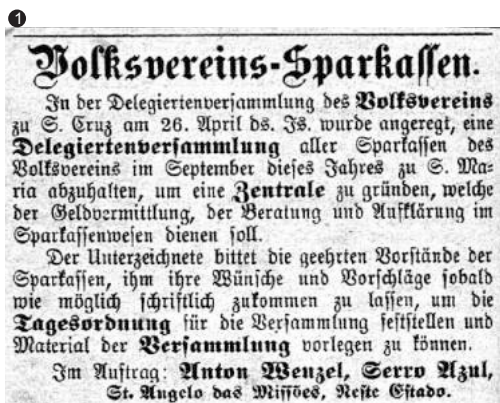 1
Volksvereins-Sparkassen.
In der Delegiertenversammlung des Volksvereins
zu S. Cruz am 26. April ds. Js. wurde angeregt, eine
Delegiertenversammlung aller Sparkassen des
Volksvereins im September dieses Jahres zu S. Ma-
ria abzuhalten, um eine Zentrale zu gründen, welche
der Geldvermittlung, der Beratung und Aufklärung im
Sparkassenwesen dienen soll.
Der Unterzeichnete bittet die geehrten Vorstände der
Sparkassen, ihm ihre Wünsche und Vorschläge sobald
wie möglich schriftlich zukommen zu lassen, um die
Tagesordnung für die Versammlung feststellen und
Material der Versammlung vorlegen zu können.
Im Auftrag: Anton Wenzel, Serro Azul,
St. Angelo das Missões, Neste Estado.